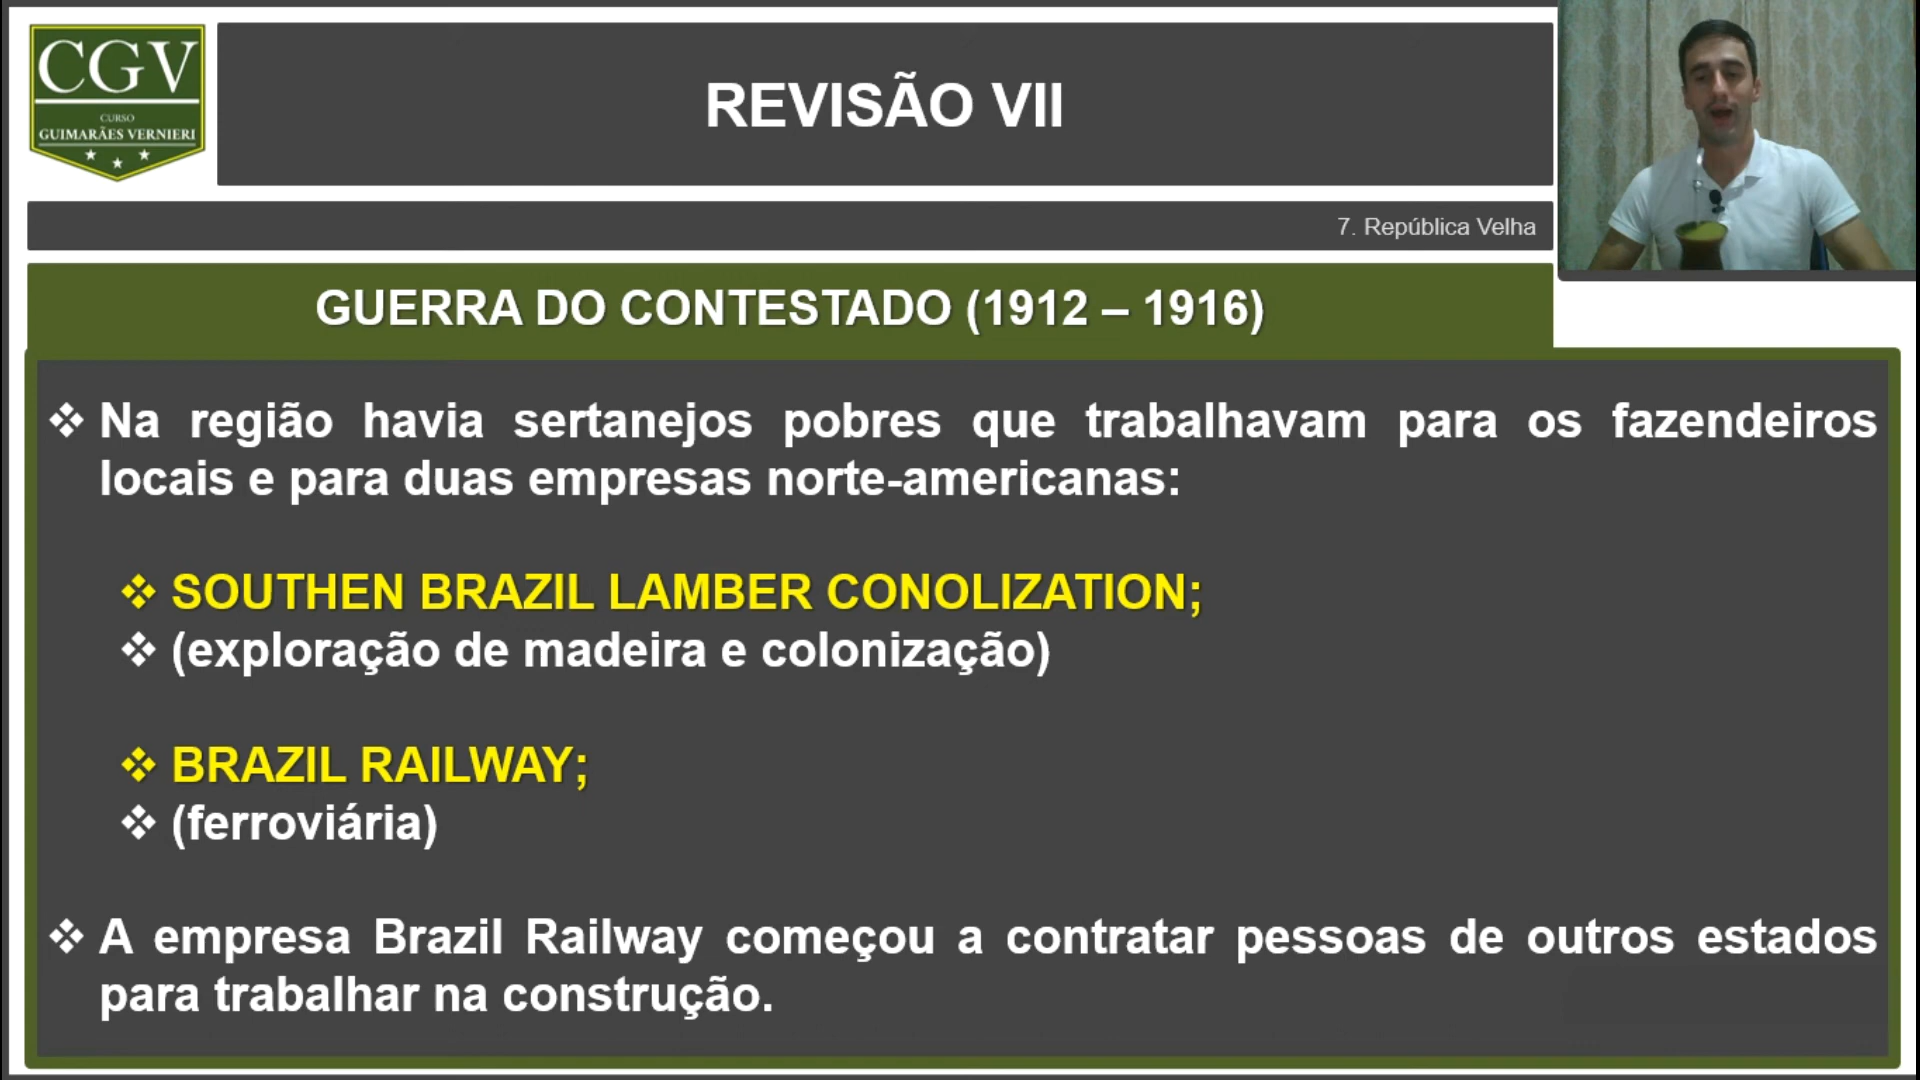 CGV
CURSO
GUIMARÃES VERNIERI
REVISÃO VII
7. República Velha
GUERRA DO CONTESTADO (1912 – 1916)
❖ Na região havia sertanejos pobres que trabalhavam para os fazendeiros
locais e para duas empresas norte-americanas:
❖ SOUTHEN BRAZIL LAMBER CONOLIZATION;
❖ (exploração de madeira e colonização)
❖ BRAZIL RAILWAY;
❖ (ferroviária)
❖ A empresa Brazil Railway começou a contratar pessoas de outros estados
para trabalhar na construção.